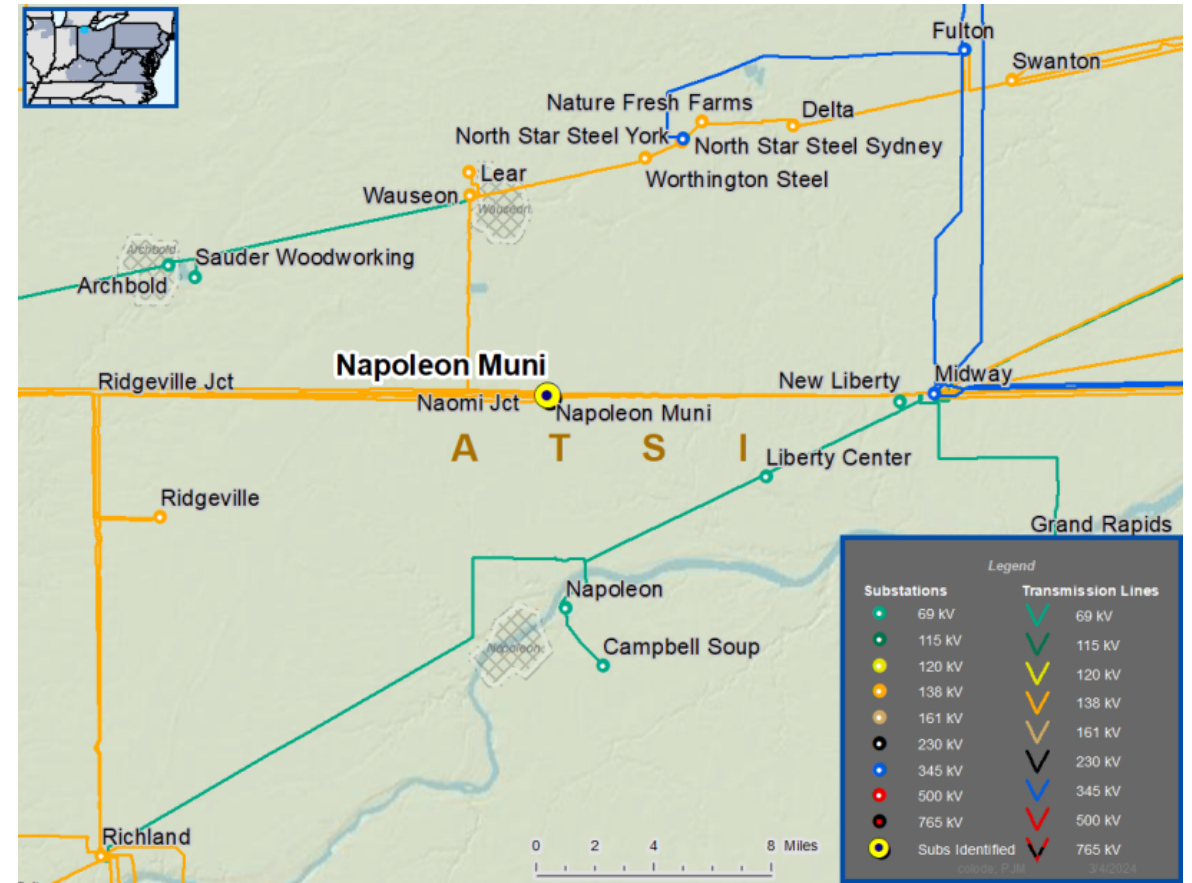 Fulton
Swanton
Nature Fresh Farms
Delta
North Star Steel York
North Star Steel Sydney
Lear
Worthington Steel
Wauseon
Wauseon
Archbold
Sauder Woodworking
Archbold
Napoleon Muni
Ridgeville Jct
New Liberty
Midway
Naomi Jct
Napoleon Muni
A T S I
Liberty Center
Ridgeville
Grand Rapids
Napoleon
Napoleon
Campbell Soup
Richland
0 2 4 8 Miles
Legend
Substations Transmission Lines
69 kV 69 kV
115 kV 115 kV
120 kV 120 kV
138 kV 138 kV
161 kV 161 kV
230 kV 230 kV
345 kV 345 kV
500 kV 500 kV
765 kV 765 kV
Subs Identified
colode, PJM 3/4/2024